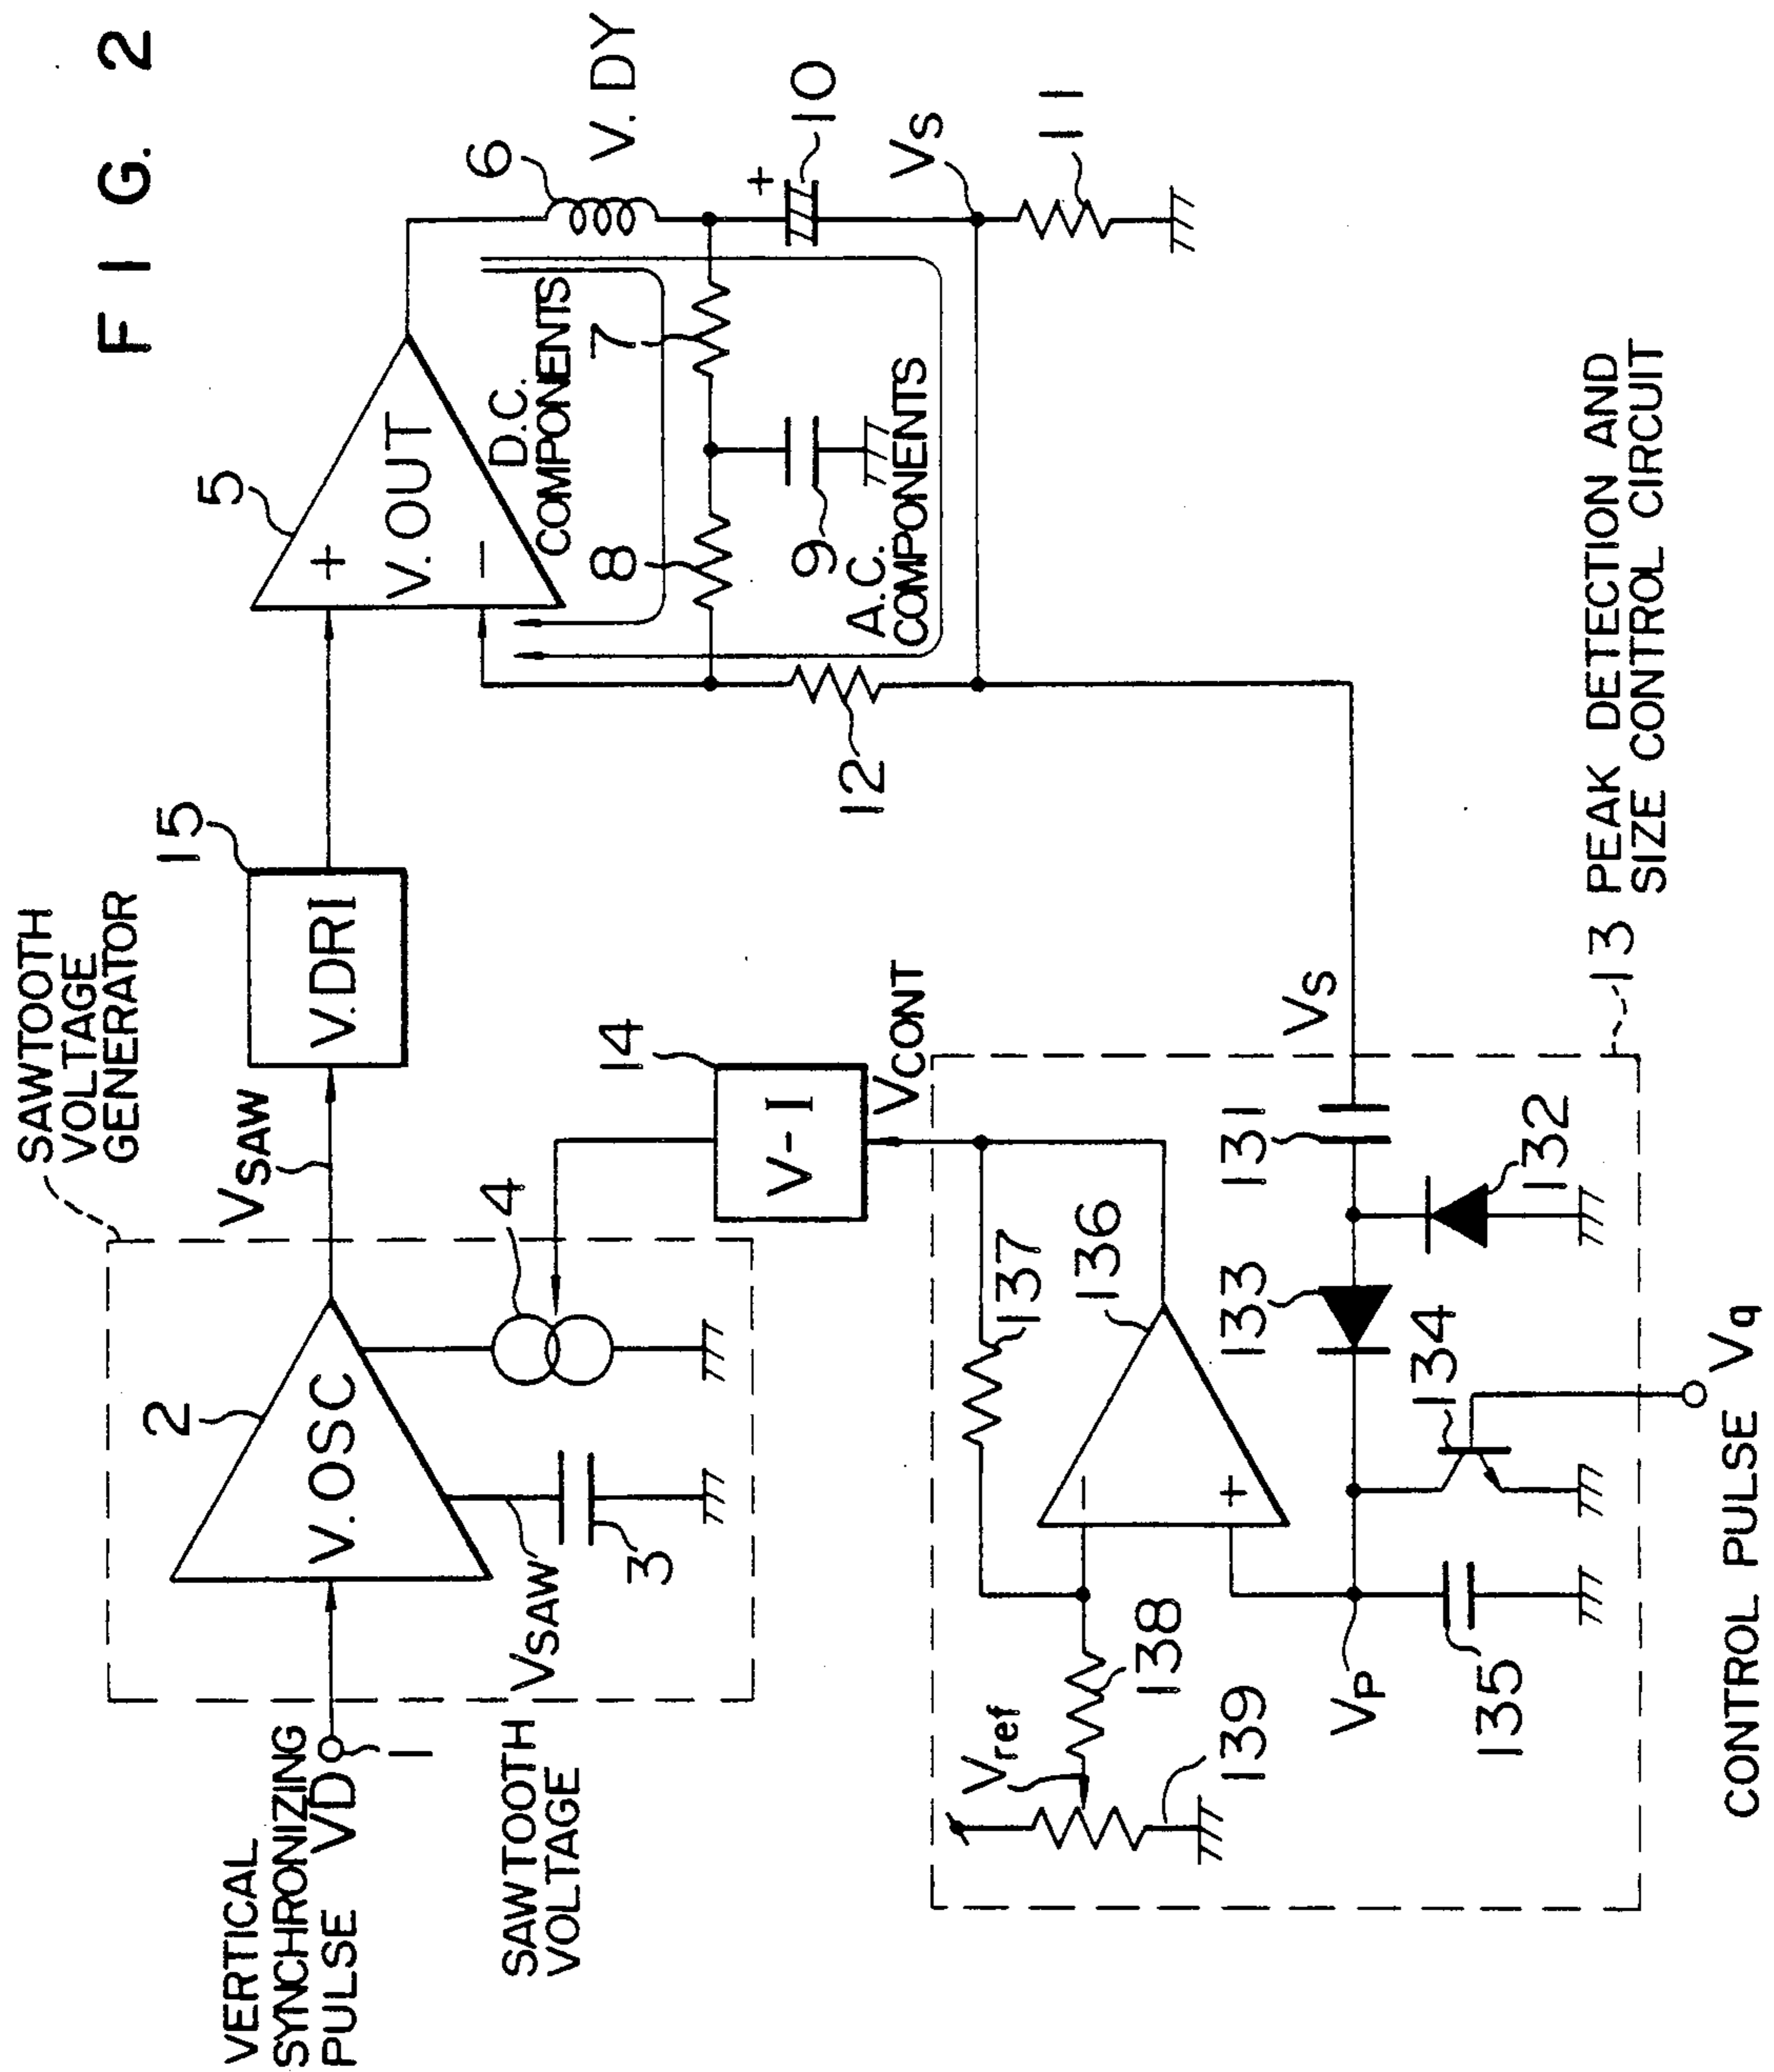 FIG. 2
SAWTOOTH
VOLTAGE
GENERATOR
VERTICAL
SYNCHRONIZING
PULSE VD
1
2
V. OSC
VSAW
15
V.DRI
5
V.OUT
+
−
6
V. DY
D.C.
COMPONENTS
7
8
9
A.C.
COMPONENTS
+
10
VS
11
12
SAWTOOTH
VOLTAGE
VSAW
3
4
14
V-I
VCONT
VS
13 PEAK DETECTION AND
SIZE CONTROL CIRCUIT
137
136
−
+
131
132
133
134
Vref
138
139
VP
135
CONTROL PULSE Vq